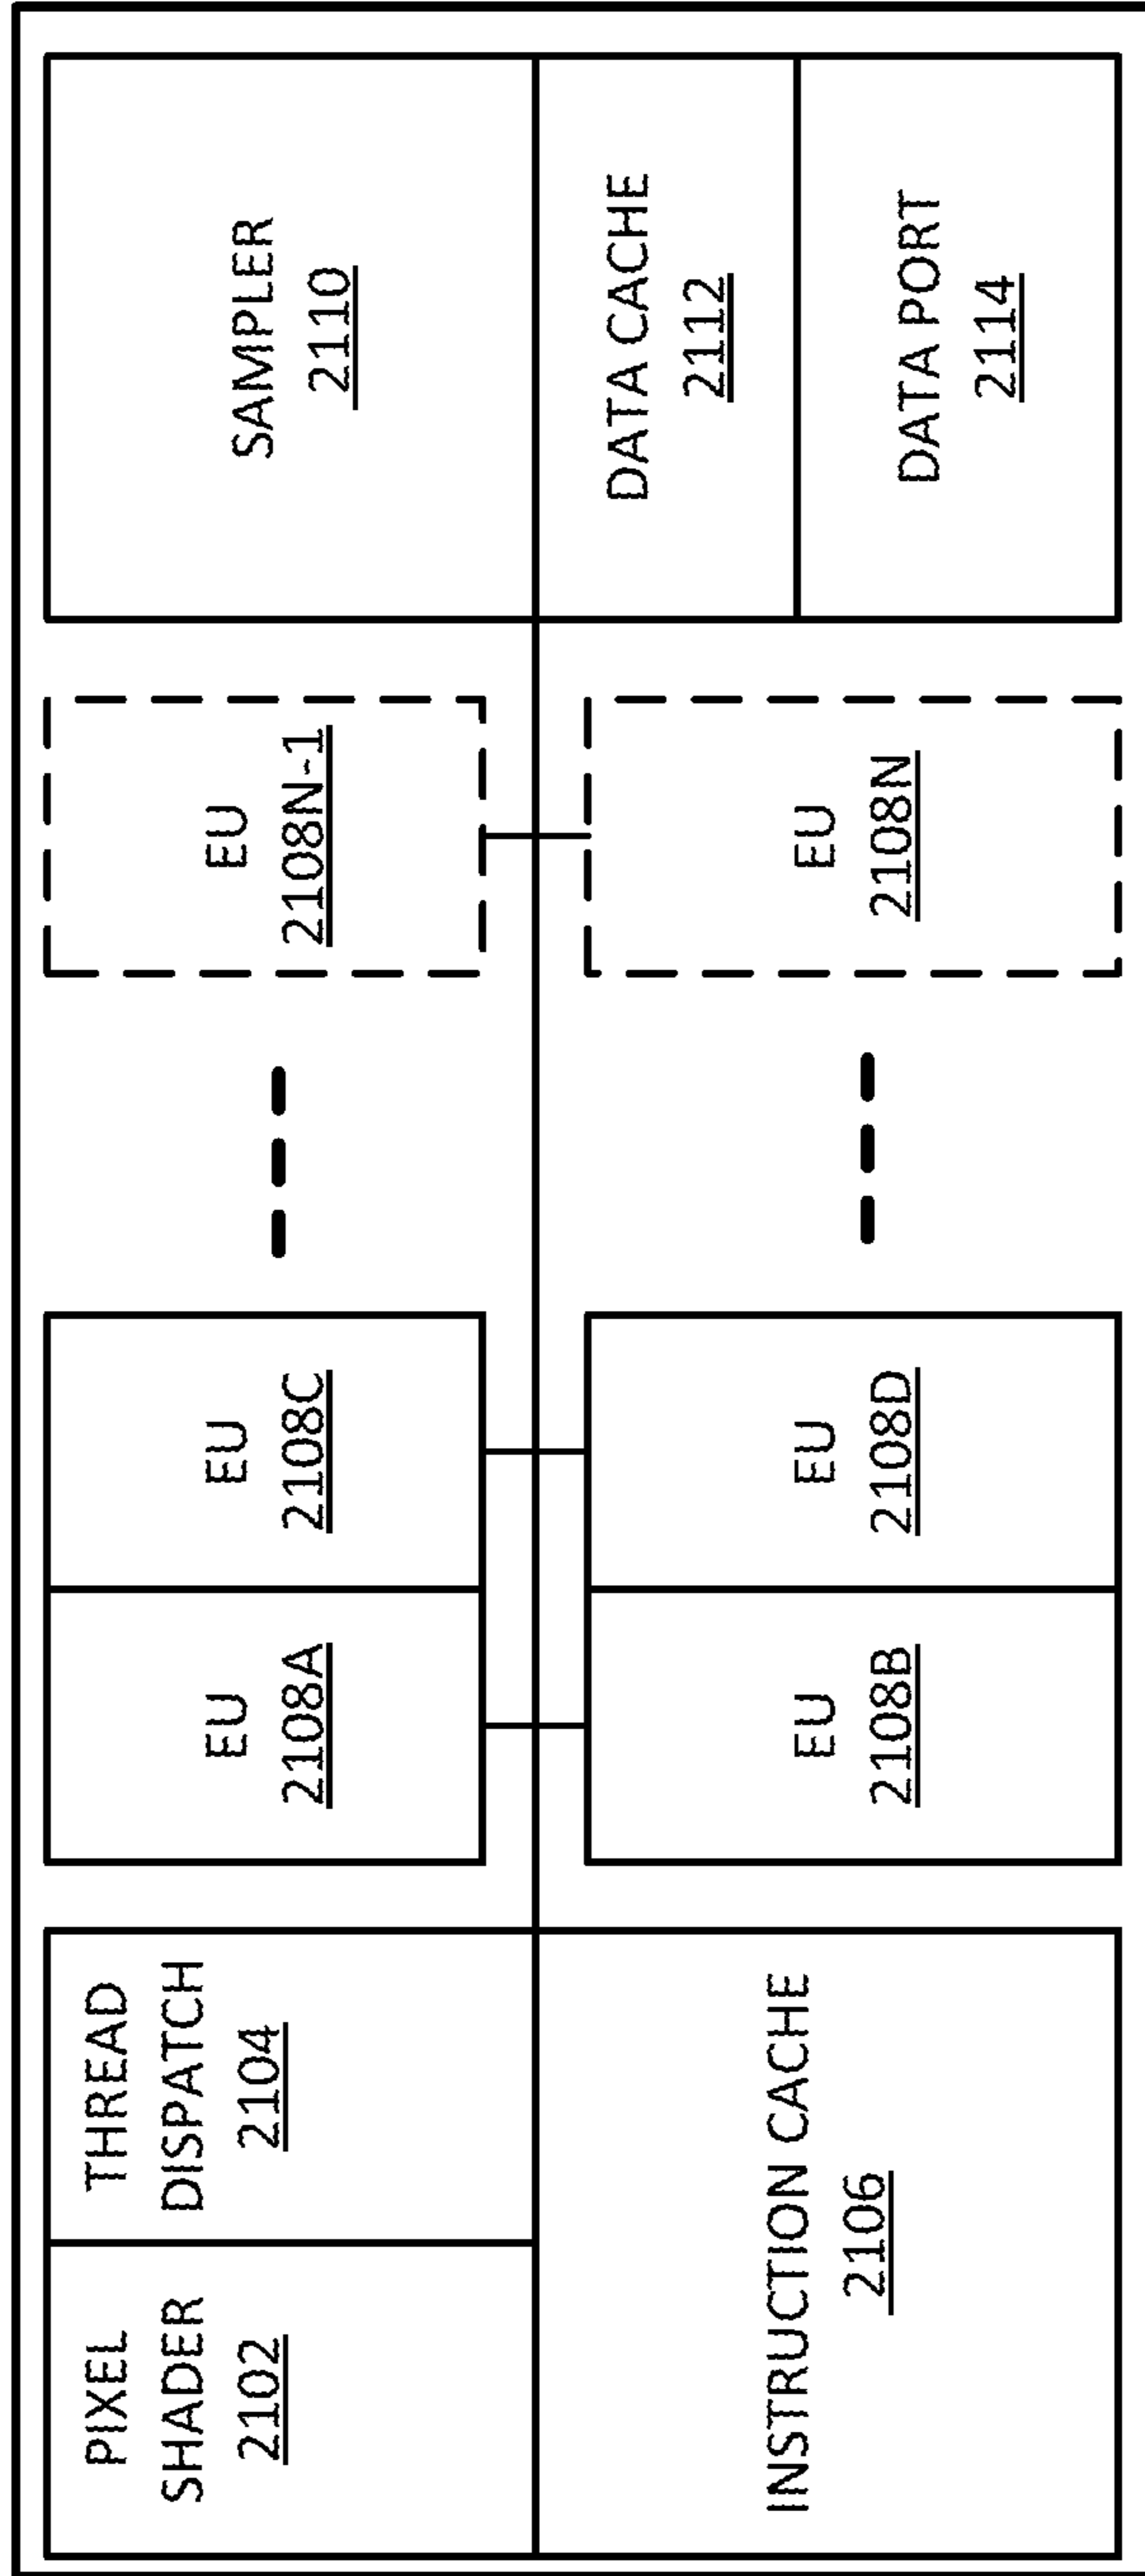 PIXEL
SHADER
2102
THREAD
DISPATCH
2104
INSTRUCTION CACHE
2106
EU
2108A
EU
2108C
EU
2108B
EU
2108D
EU
2108N-1
EU
2108N
SAMPLER
2110
DATA CACHE
2112
DATA PORT
2114